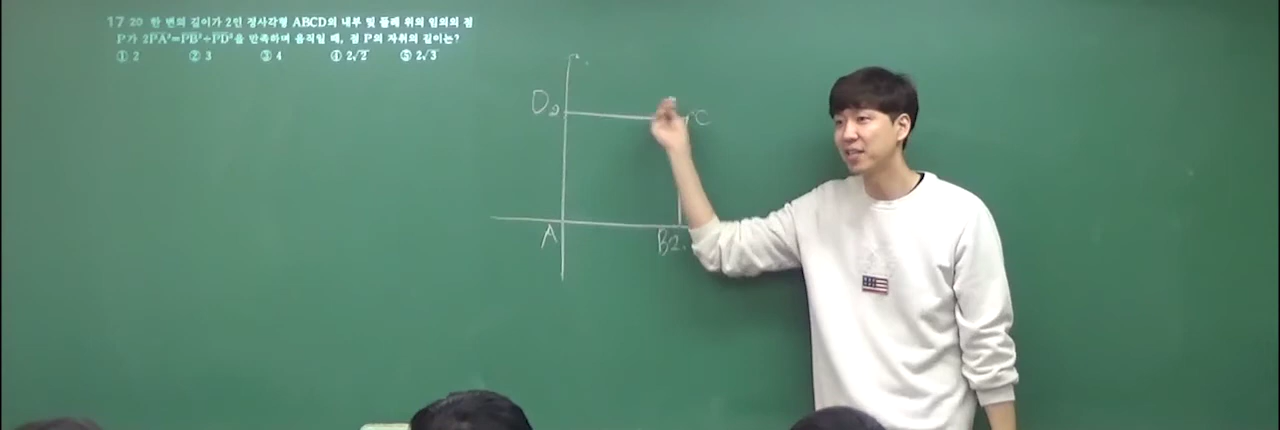 17 20 한 변의 길이가 2인 정사각형 ABCD의 내부 및 둘레 위의 임의의 점
P가 2PA²=PB²+PD²을 만족하며 움직일 때, 점 P의 자취의 길이는?
① 2 ② 3 ③ 4 ④ 2√2 ⑤ 2√3
D 2 C
A B 2